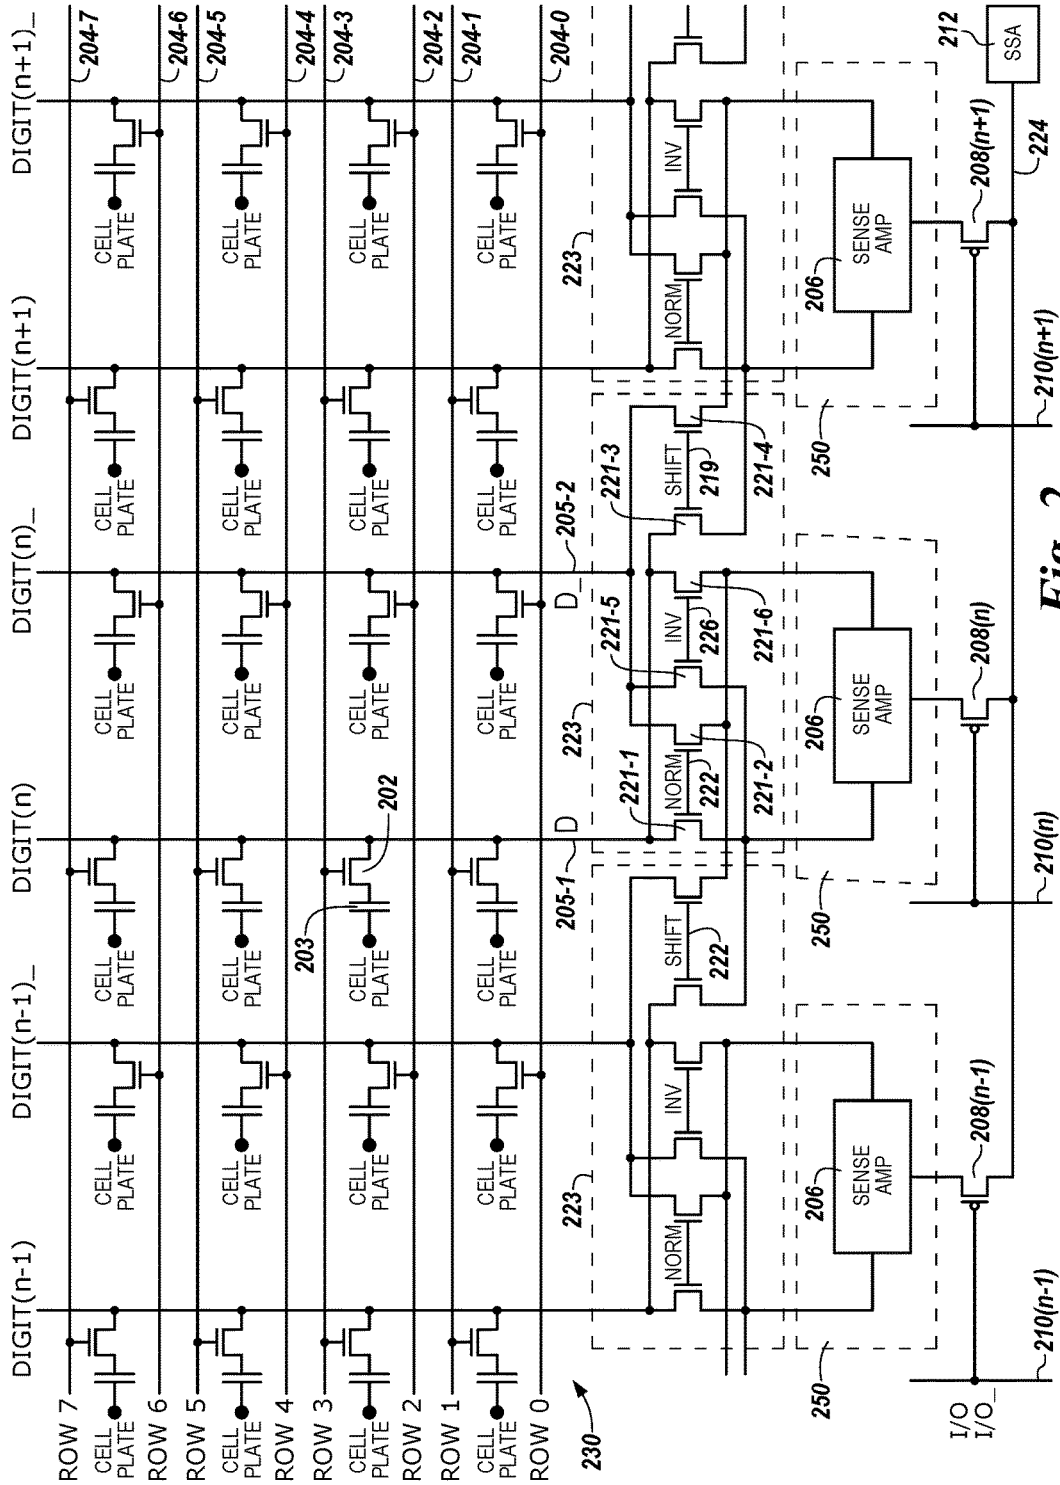 DIGIT(n-1)
DIGIT(n-1)_
DIGIT(n)
DIGIT(n)_
DIGIT(n+1)
DIGIT(n+1)_
ROW 7
204-7
CELL
PLATE
CELL
PLATE
CELL
PLATE
CELL
PLATE
CELL
PLATE
CELL
PLATE
ROW 6
204-6
ROW 5
204-5
CELL
PLATE
CELL
PLATE
CELL
PLATE
CELL
PLATE
CELL
PLATE
CELL
PLATE
ROW 4
204-4
ROW 3
204-3
203
202
CELL
PLATE
CELL
PLATE
CELL
PLATE
CELL
PLATE
CELL
PLATE
CELL
PLATE
ROW 2
204-2
ROW 1
204-1
CELL
PLATE
CELL
PLATE
CELL
PLATE
CELL
PLATE
CELL
PLATE
CELL
PLATE
ROW 0
204-0
230
205-1
D
D_
205-2
223
223
223
221-1
221-5
221-3
NORM
INV
SHIFT
222
NORM
222
INV
226
SHIFT
219
NORM
INV
221-2
221-6
221-4
250
206
SENSE
AMP
250
206
SENSE
AMP
250
206
SENSE
AMP
I/O
I/O_
208(n-1)
208(n)
208(n+1)
212
SSA
224
210(n-1)
210(n)
210(n+1)
Fig. 2